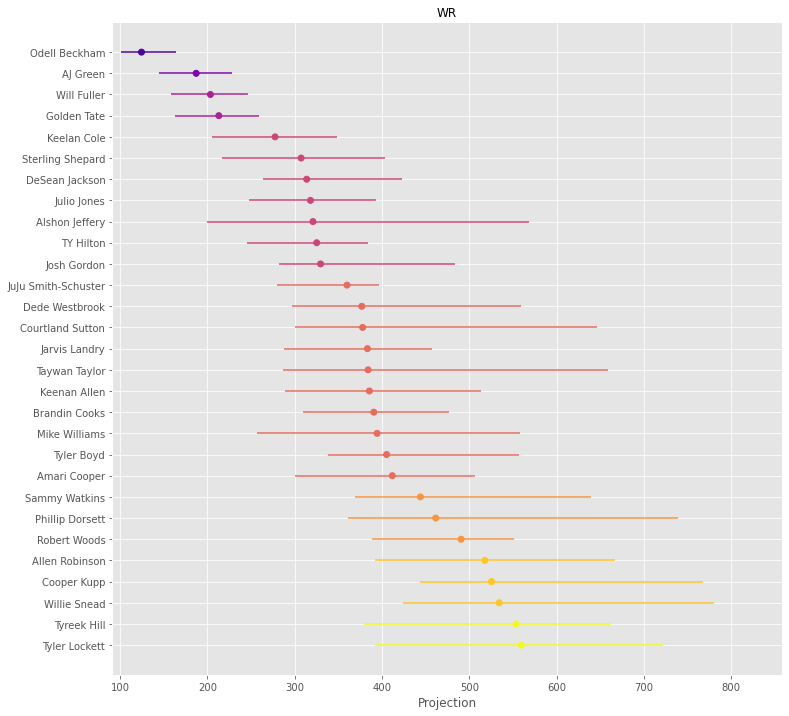 WR
Odell Beckham
AJ Green
Will Fuller
Golden Tate
Keelan Cole
Sterling Shepard
DeSean Jackson
Julio Jones
Alshon Jeffery
TY Hilton
Josh Gordon
JuJu Smith-Schuster
Dede Westbrook
Courtland Sutton
Jarvis Landry
Taywan Taylor
Keenan Allen
Brandin Cooks
Mike Williams
Tyler Boyd
Amari Cooper
Sammy Watkins
Phillip Dorsett
Robert Woods
Allen Robinson
Cooper Kupp
Willie Snead
Tyreek Hill
Tyler Lockett
100 200 300 400 500 600 700 800
Projection